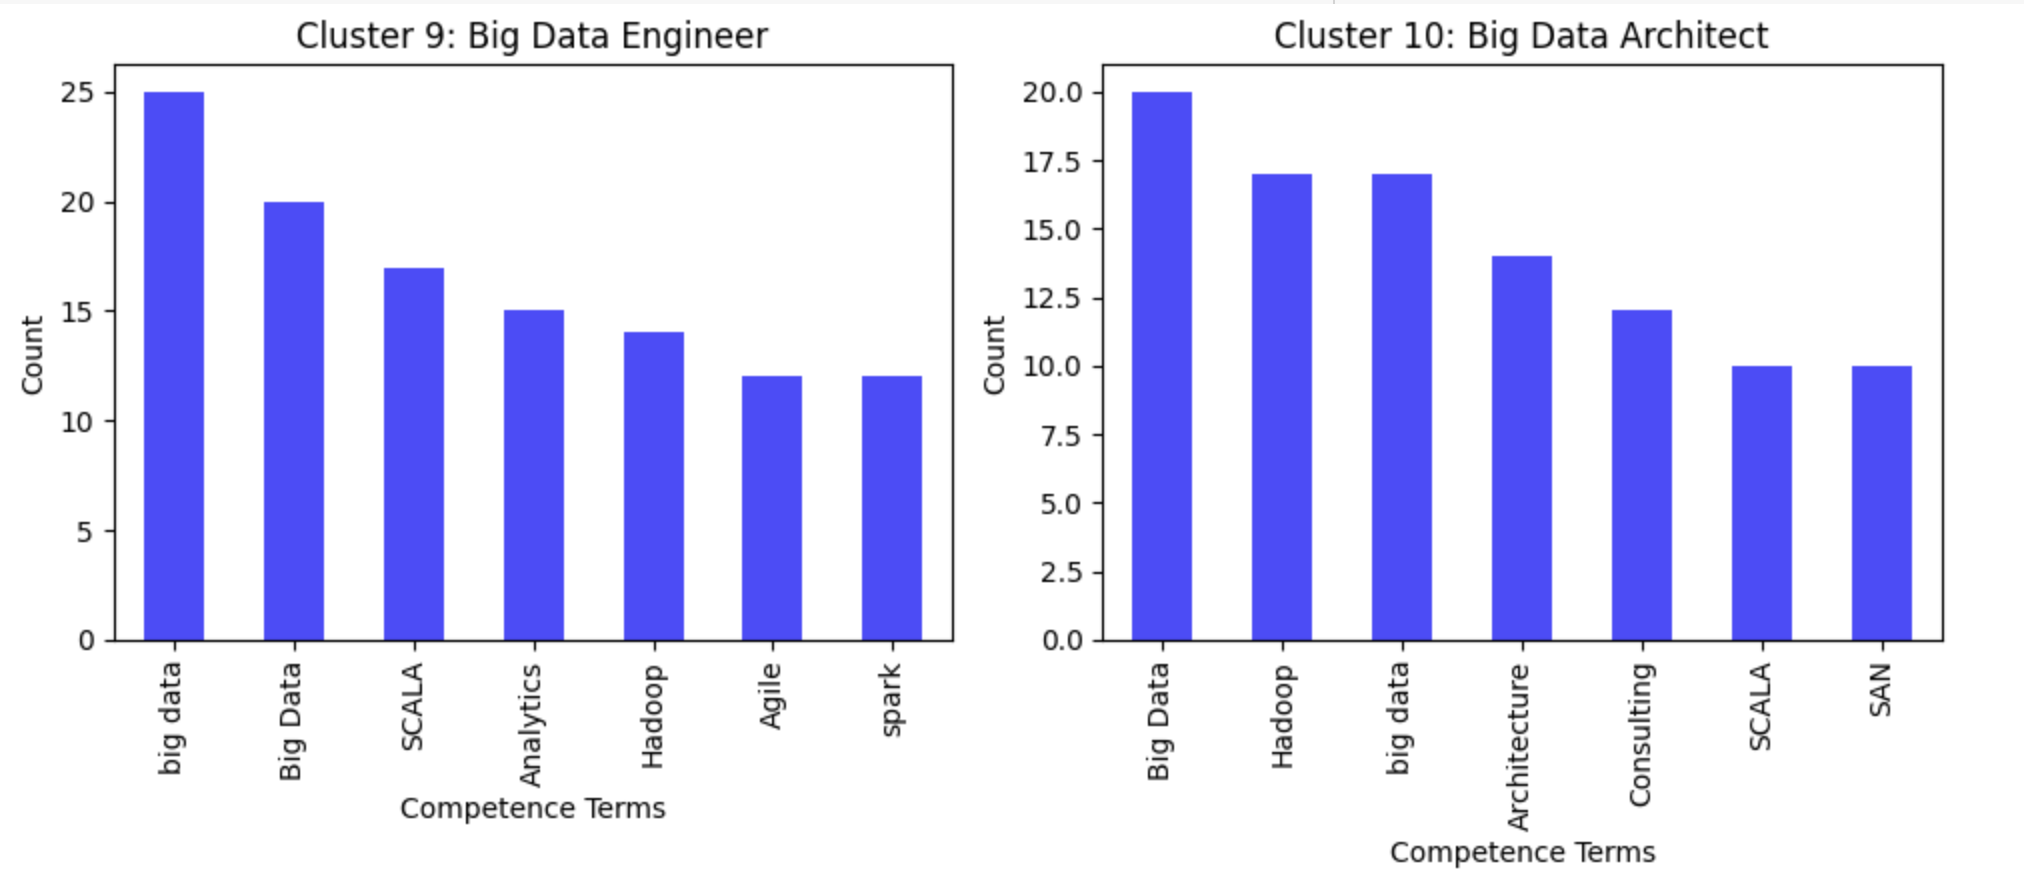 Cluster 9: Big Data Engineer
25
20
15
10
5
0
Count
big data
Big Data
SCALA
Analytics
Hadoop
Agile
spark
Competence Terms
Cluster 10: Big Data Architect
20.0
17.5
15.0
12.5
10.0
7.5
5.0
2.5
0.0
Count
Big Data
Hadoop
big data
Architecture
Consulting
SCALA
SAN
Competence Terms